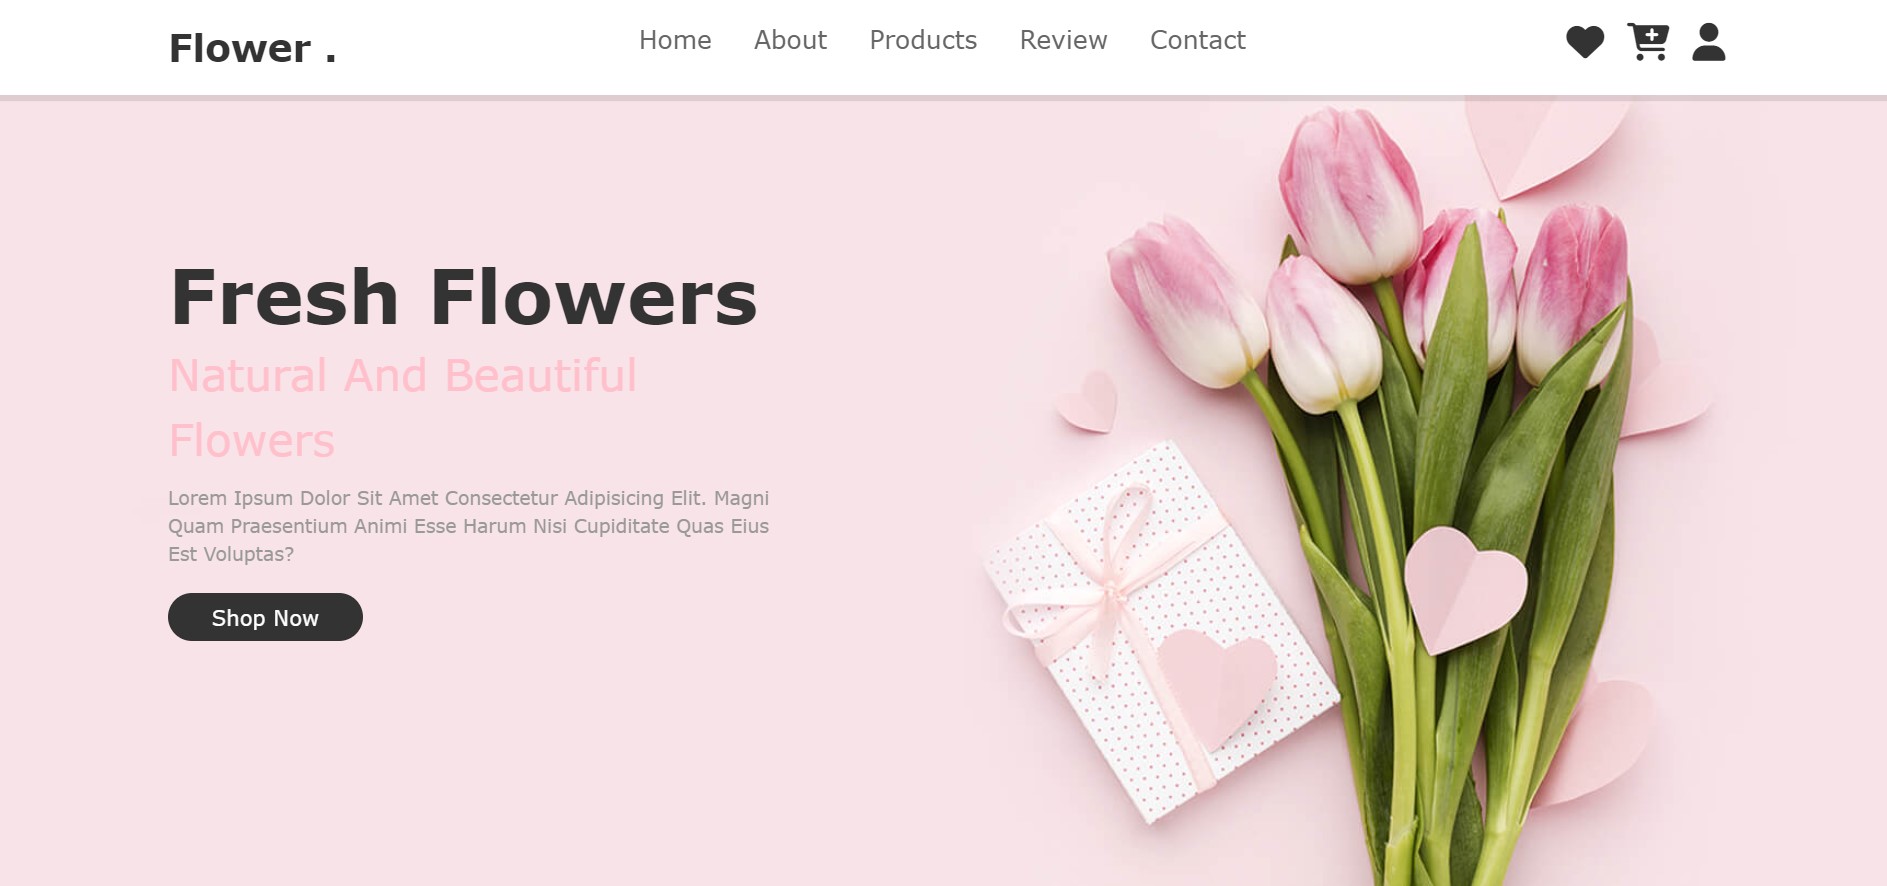 Flower .
Home About Products Review Contact
Fresh Flowers
Natural And Beautiful
Flowers
Lorem Ipsum Dolor Sit Amet Consectetur Adipisicing Elit. Magni
Quam Praesentium Animi Esse Harum Nisi Cupiditate Quas Eius
Est Voluptas?
Shop Now